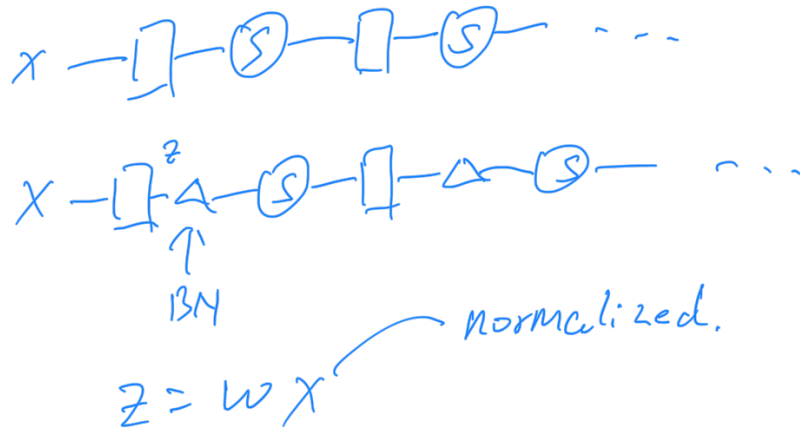 X S S ...
z
X S S ...
BN
normalized.
z = w x